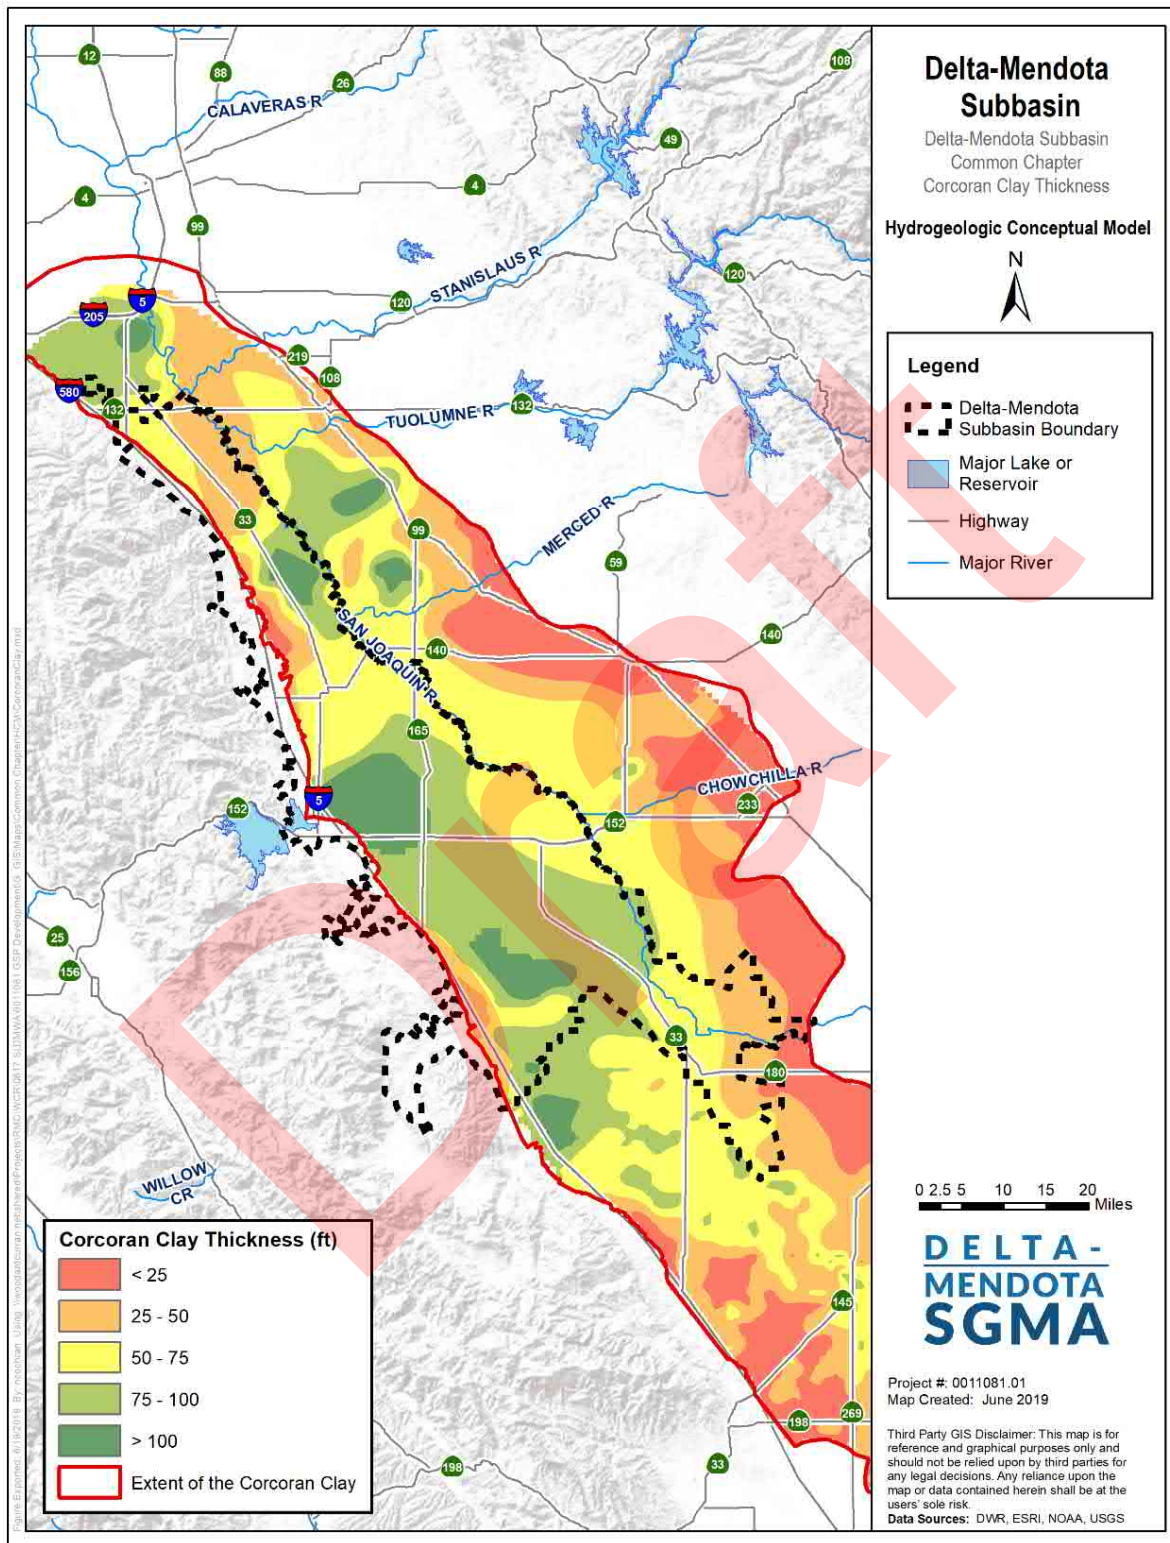 Delta-Mendota
Subbasin
Delta-Mendota Subbasin
Common Chapter
Corcoran Clay Thickness
Hydrogeologic Conceptual Model
N
Legend
Delta-Mendota
Subbasin Boundary
Major Lake or
Reservoir
Highway
Major River
0 2.5 5 10 15 20
Miles
DELTA-
MENDOTA
SGMA
Project #: 0011081.01
Map Created: June 2019
Third Party GIS Disclaimer: This map is for
reference and graphical purposes only and
should not be relied upon by third parties for
any legal decisions. Any reliance upon the
map or data contained herein shall be at the
users' sole risk.
Data Sources: DWR, ESRI, NOAA, USGS
12
88
26
108
CALAVERAS R
49
4
4
99
STANISLAUS R
120
120
5
205
219
108
580
132
TUOLUMNE R
132
33
99
MERCED R
59
SAN JOAQUIN R
140
140
165
CHOWCHILLA R
5
152
233
152
25
156
33
180
WILLOW
CR
145
198
269
198
33
Corcoran Clay Thickness (ft)
< 25
25 - 50
50 - 75
75 - 100
> 100
Extent of the Corcoran Clay
Draft